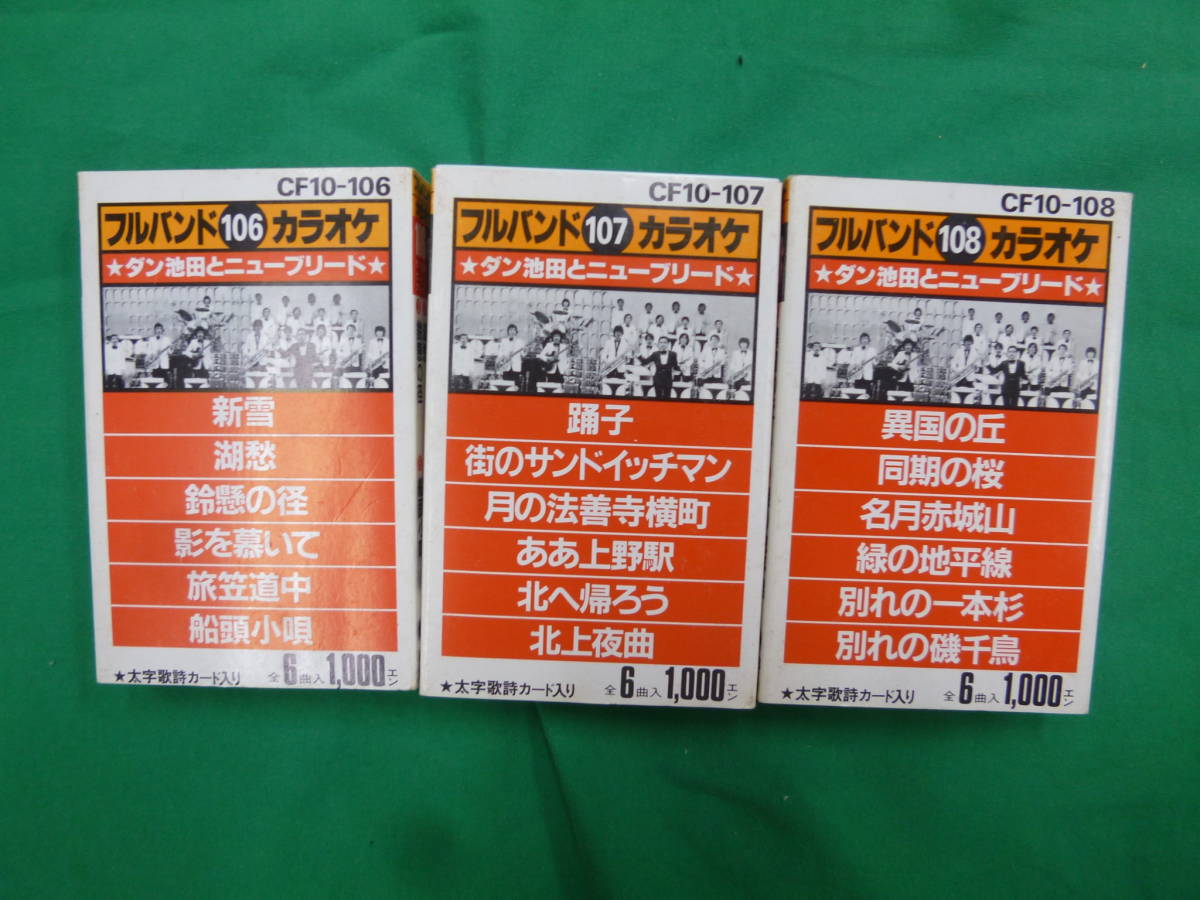 CF10-106
フルバンド106カラオケ
★ダン池田とニューブリード★
新雪
湖愁
鈴懸の径
影を慕いて
旅笠道中
船頭小唄
★太字歌詩カード入り 全6曲入1,000エン
CF10-107
フルバンド107カラオケ
★ダン池田とニューブリード★
踊子
街のサンドイッチマン
月の法善寺横町
ああ上野駅
北へ帰ろう
北上夜曲
★太字歌詩カード入り 全6曲入1,000エン
CF10-108
フルバンド108カラオケ
★ダン池田とニューブリード★
異国の丘
同期の桜
名月赤城山
緑の地平線
別れの一本杉
別れの磯千鳥
★太字歌詩カード入り 全6曲入1,000エン